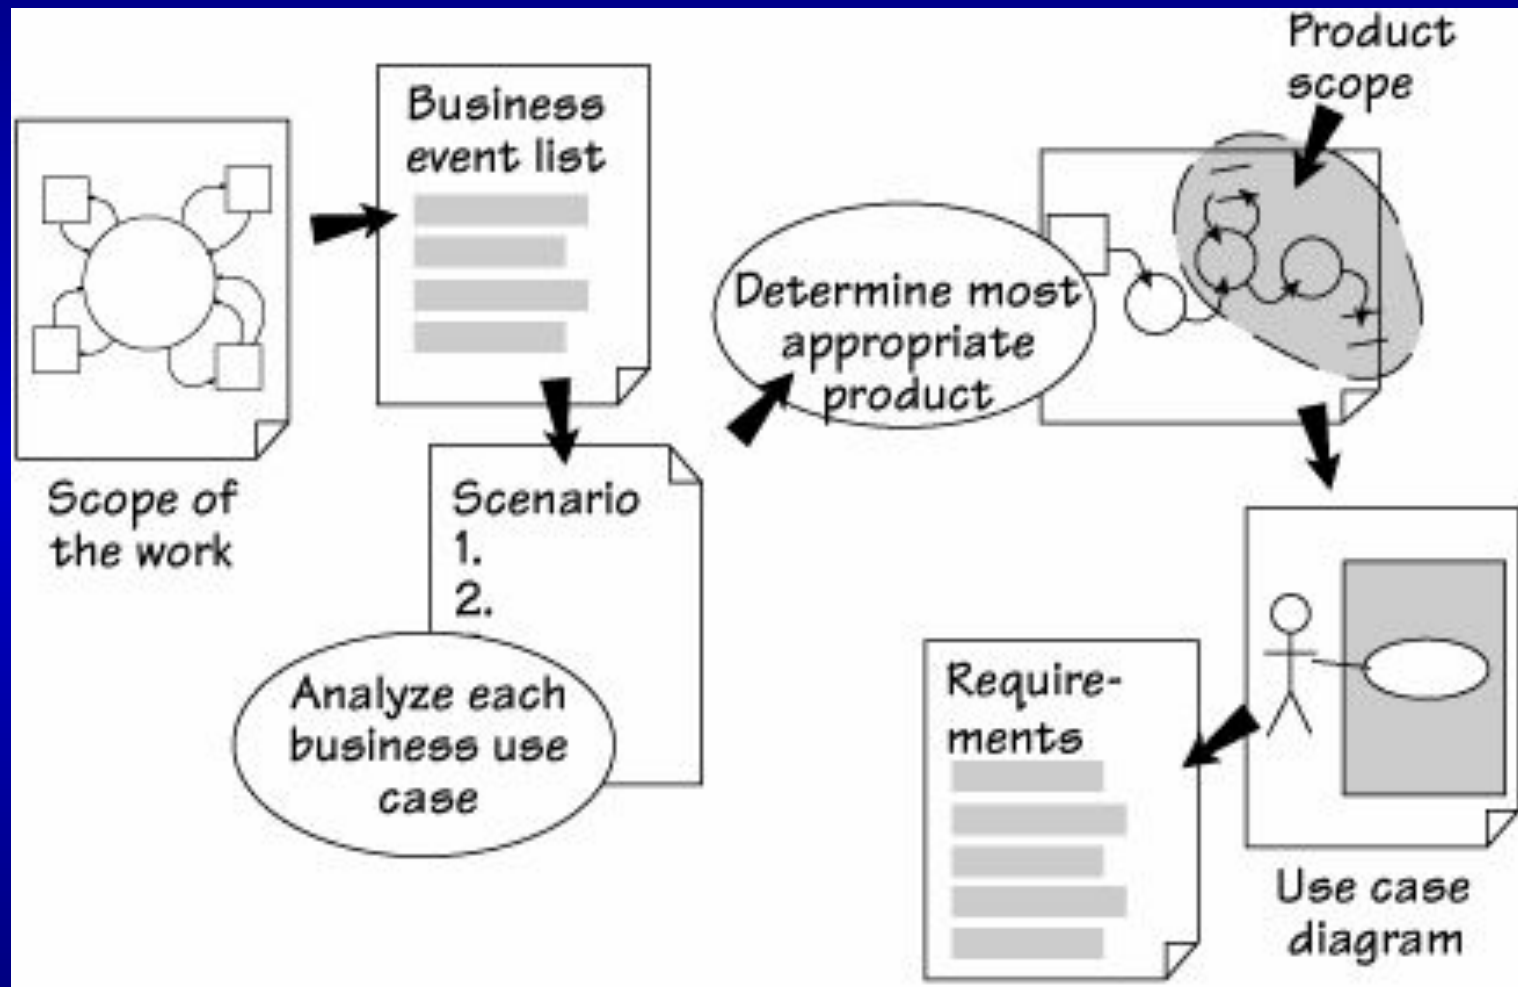 Scope of
the work
Business
event list
Scenario
1.
2.
Analyze each
business use
case
Determine most
appropriate
product
Product
scope
Use case
diagram
Require-
ments